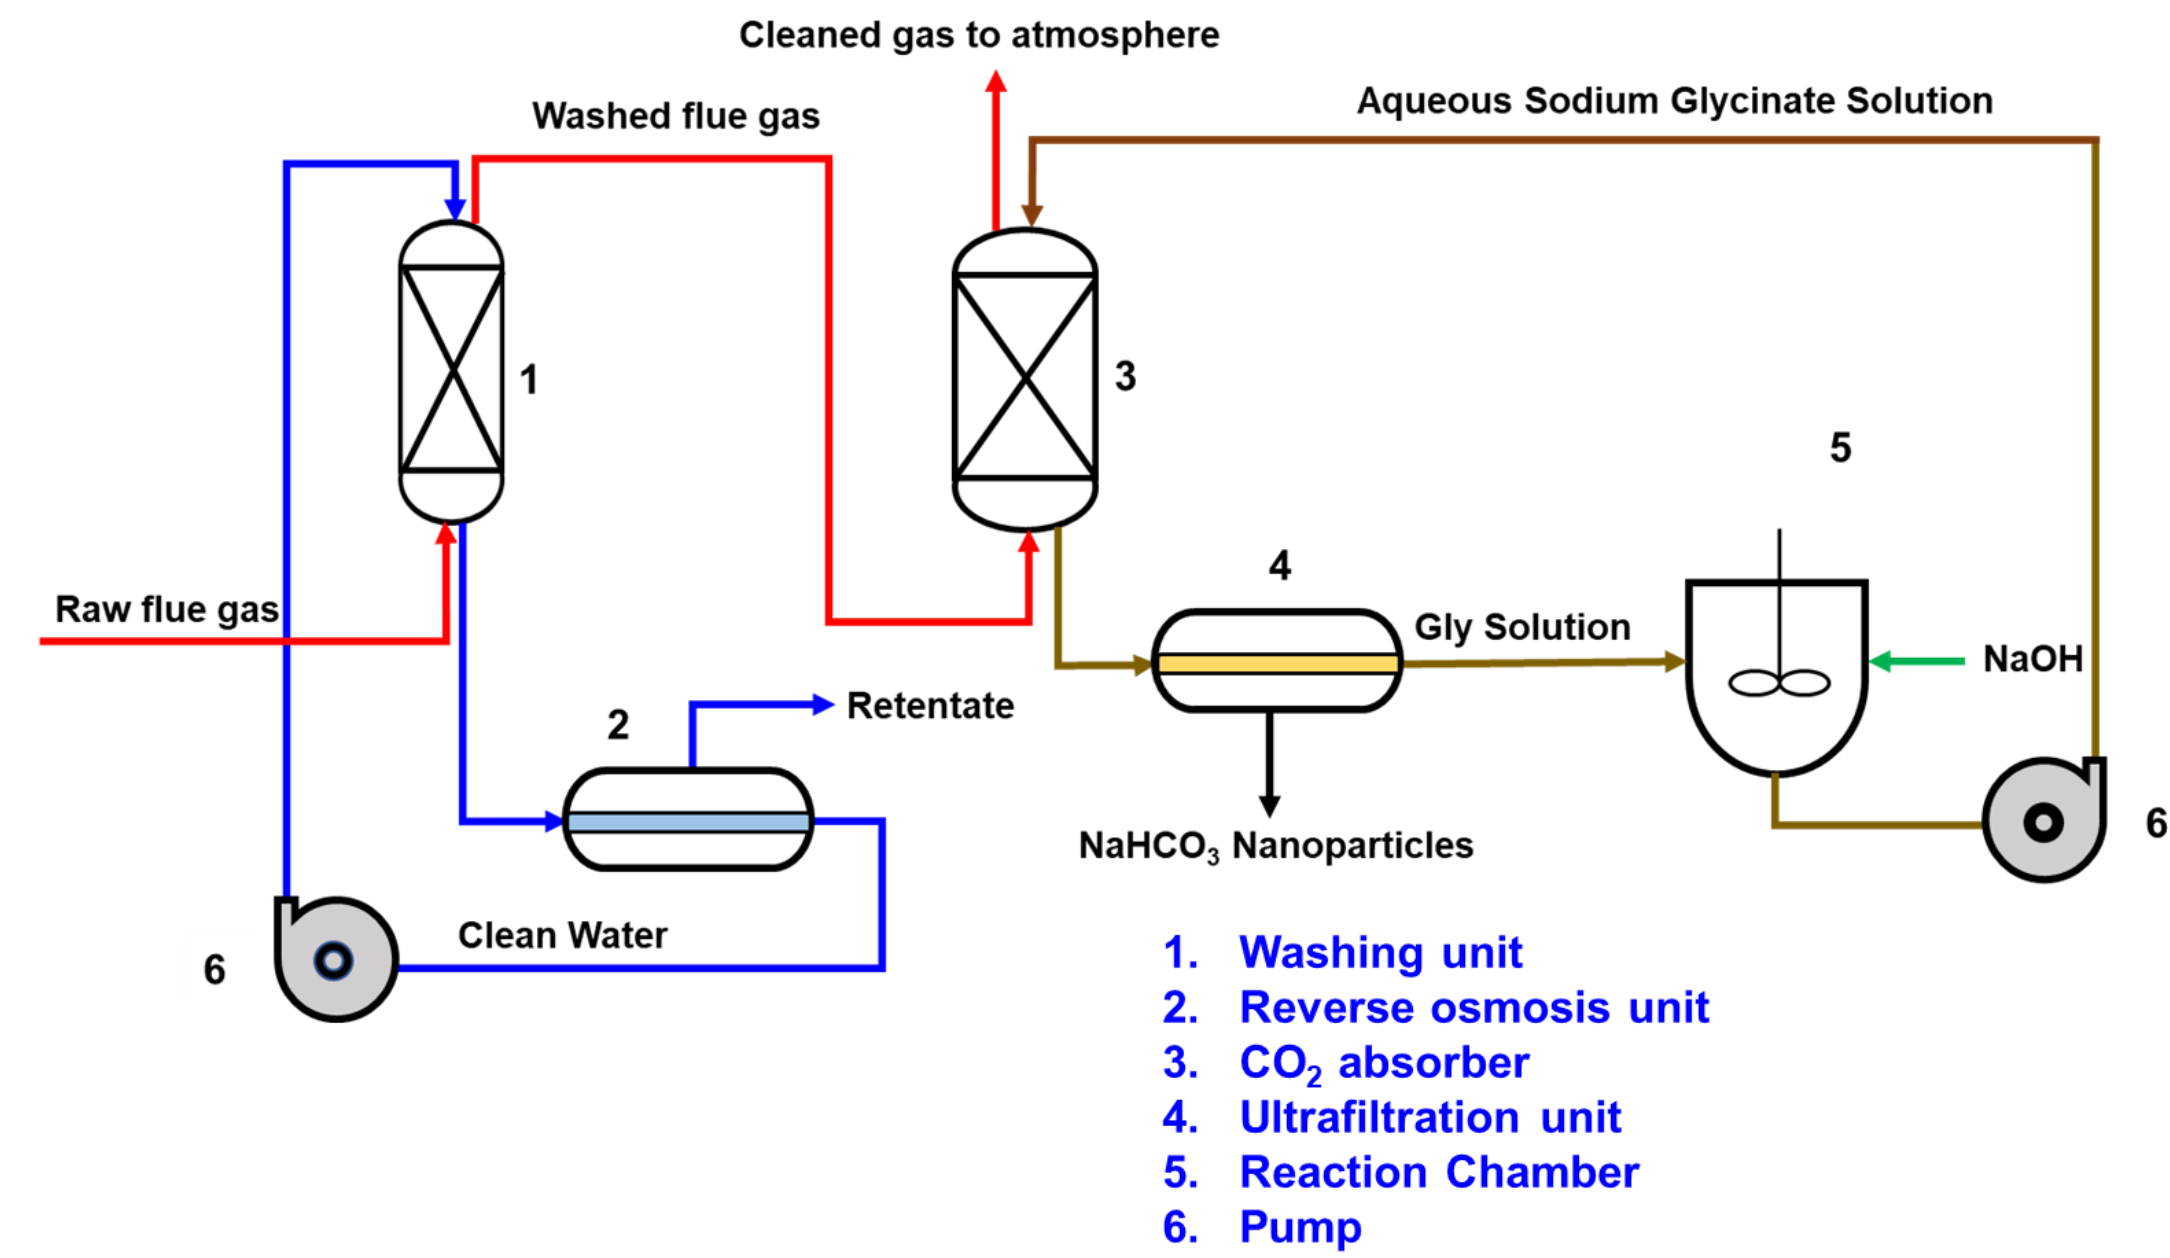 Cleaned gas to atmosphere
Washed flue gas
Aqueous Sodium Glycinate Solution
1
3
5
Raw flue gas
4
Gly Solution
NaOH
2
Retentate
NaHCO₃ Nanoparticles
6
Clean Water
6
1. Washing unit
2. Reverse osmosis unit
3. CO₂ absorber
4. Ultrafiltration unit
5. Reaction Chamber
6. Pump